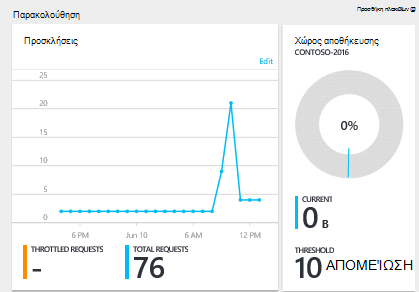 Παρακολούθηση
Προσθήκη πλακιδίων
Προσκλήσεις
Edit
25
20
15
10
5
0
6 PM
Jun 10
6 AM
12 PM
THROTTLED REQUESTS
-
TOTAL REQUESTS
76
Χώρος αποθήκευσης
CONTOSO-2016
0%
CURRENT
0 B
THRESHOLD
10 ΑΠΟΜΕΊΩΣΗ